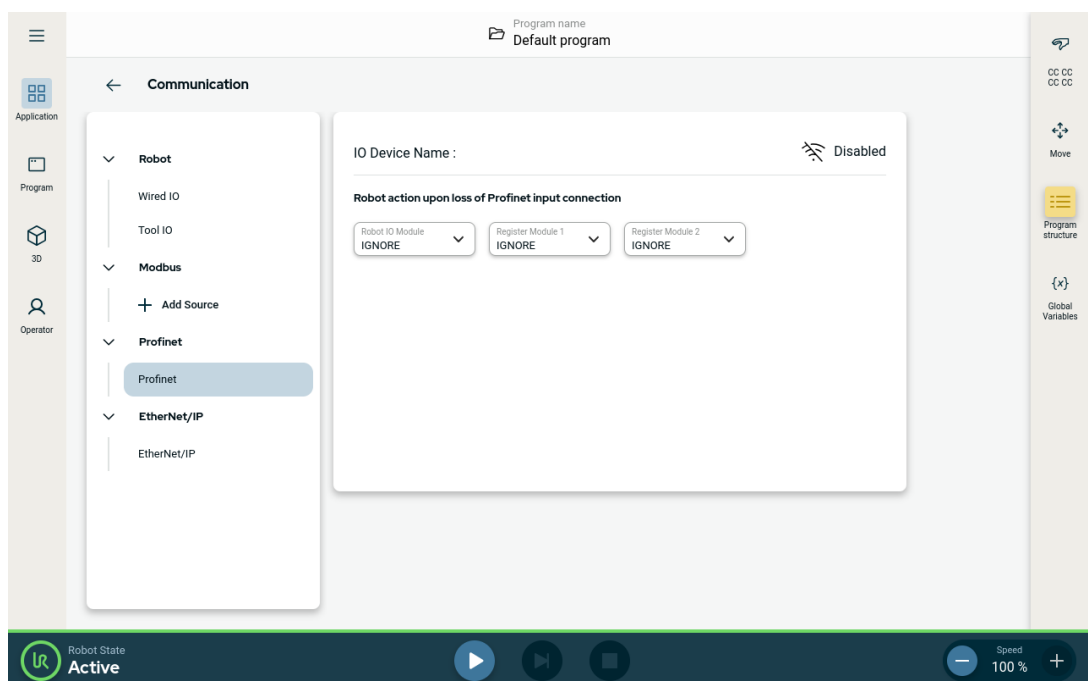 Program name
Default program
Communication
Application
Program
3D
Operator
Robot
Wired IO
Tool IO
Modbus
Add Source
Profinet
Profinet
EtherNet/IP
EtherNet/IP
IO Device Name :
Disabled
Robot action upon loss of Profinet input connection
Robot IO Module
IGNORE
Register Module 1
IGNORE
Register Module 2
IGNORE
CC CC
CC CC
Move
Program
structure
{x}
Global
Variables
UR
Robot State
Active
Speed
100 %